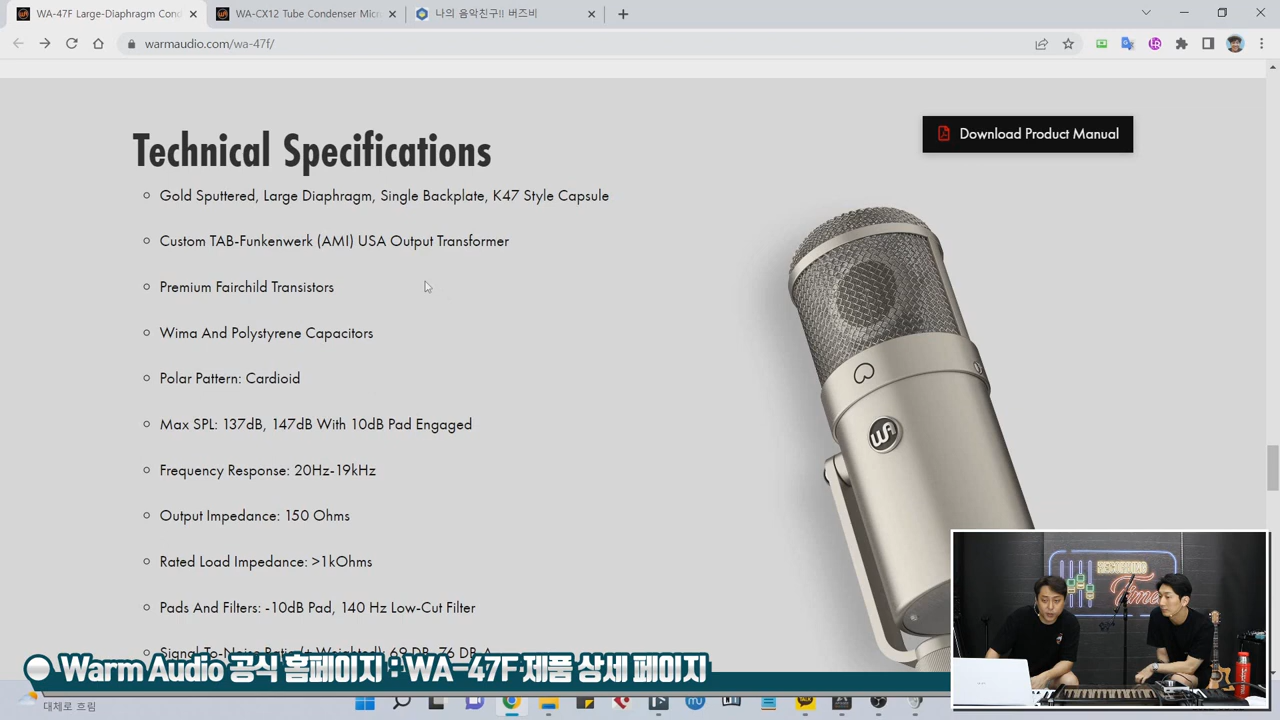 WA-47F Large-Diaphragm Cond
WA-CX12 Tube Condenser Micr
나의 음악친구!! 버즈비
warmaudio.com/wa-47f/
Download Product Manual
Technical Specifications
Gold Sputtered, Large Diaphragm, Single Backplate, K47 Style Capsule
Custom TAB-Funkenwerk (AMI) USA Output Transformer
Premium Fairchild Transistors
Wima And Polystyrene Capacitors
Polar Pattern: Cardioid
Max SPL: 137dB, 147dB With 10dB Pad Engaged
Frequency Response: 20Hz-19kHz
Output Impedance: 150 Ohms
Rated Load Impedance: >1kOhms
Pads And Filters: -10dB Pad, 140 Hz Low-Cut Filter
WA
RECORDING
Time
Warm Audio 공식 홈페이지 : WA-47F 제품 상세 페이지
대체로 흐림